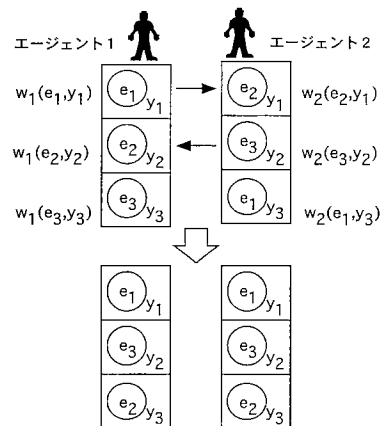 エージェント1 エージェント2
w1(e1,y1) e1 y1 e2 y1 w2(e2,y1)
w1(e2,y2) e2 y2 e3 y2 w2(e3,y2)
w1(e3,y3) e3 y3 e1 y3 w2(e1,y3)
e1 y1 e1 y1
e3 y2 e3 y2
e2 y3 e2 y3